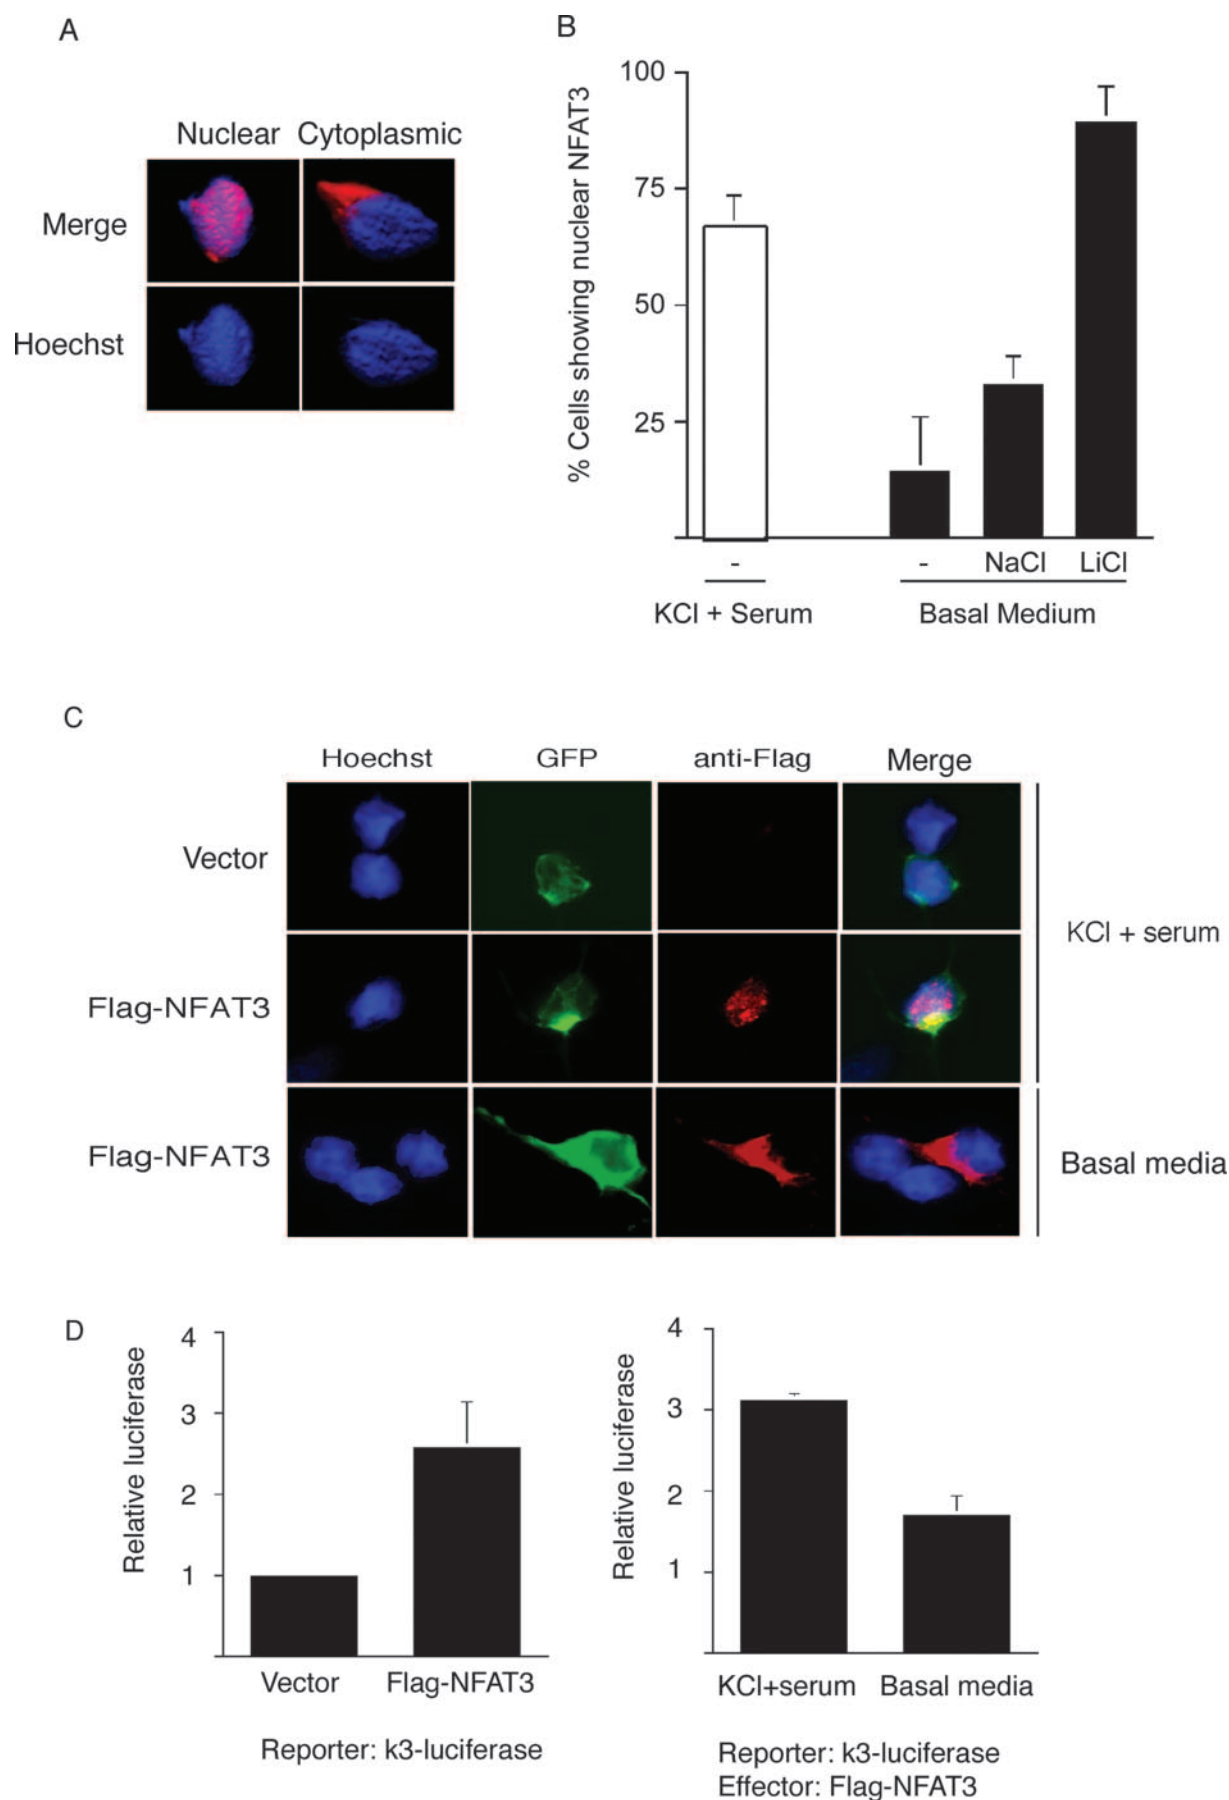 A
Nuclear Cytoplasmic
Merge
Hoechst
B
% Cells showing nuclear NFAT3
100
75
50
25
- - NaCl LiCl
KCl + Serum Basal Medium
C
Hoechst GFP anti-Flag Merge
Vector
KCl + serum
Flag-NFAT3
Flag-NFAT3
Basal media
D
Relative luciferase
4
3
2
1
Vector Flag-NFAT3
Reporter: k3-luciferase
Relative luciferase
4
3
2
1
KCl+serum Basal media
Reporter: k3-luciferase
Effector: Flag-NFAT3